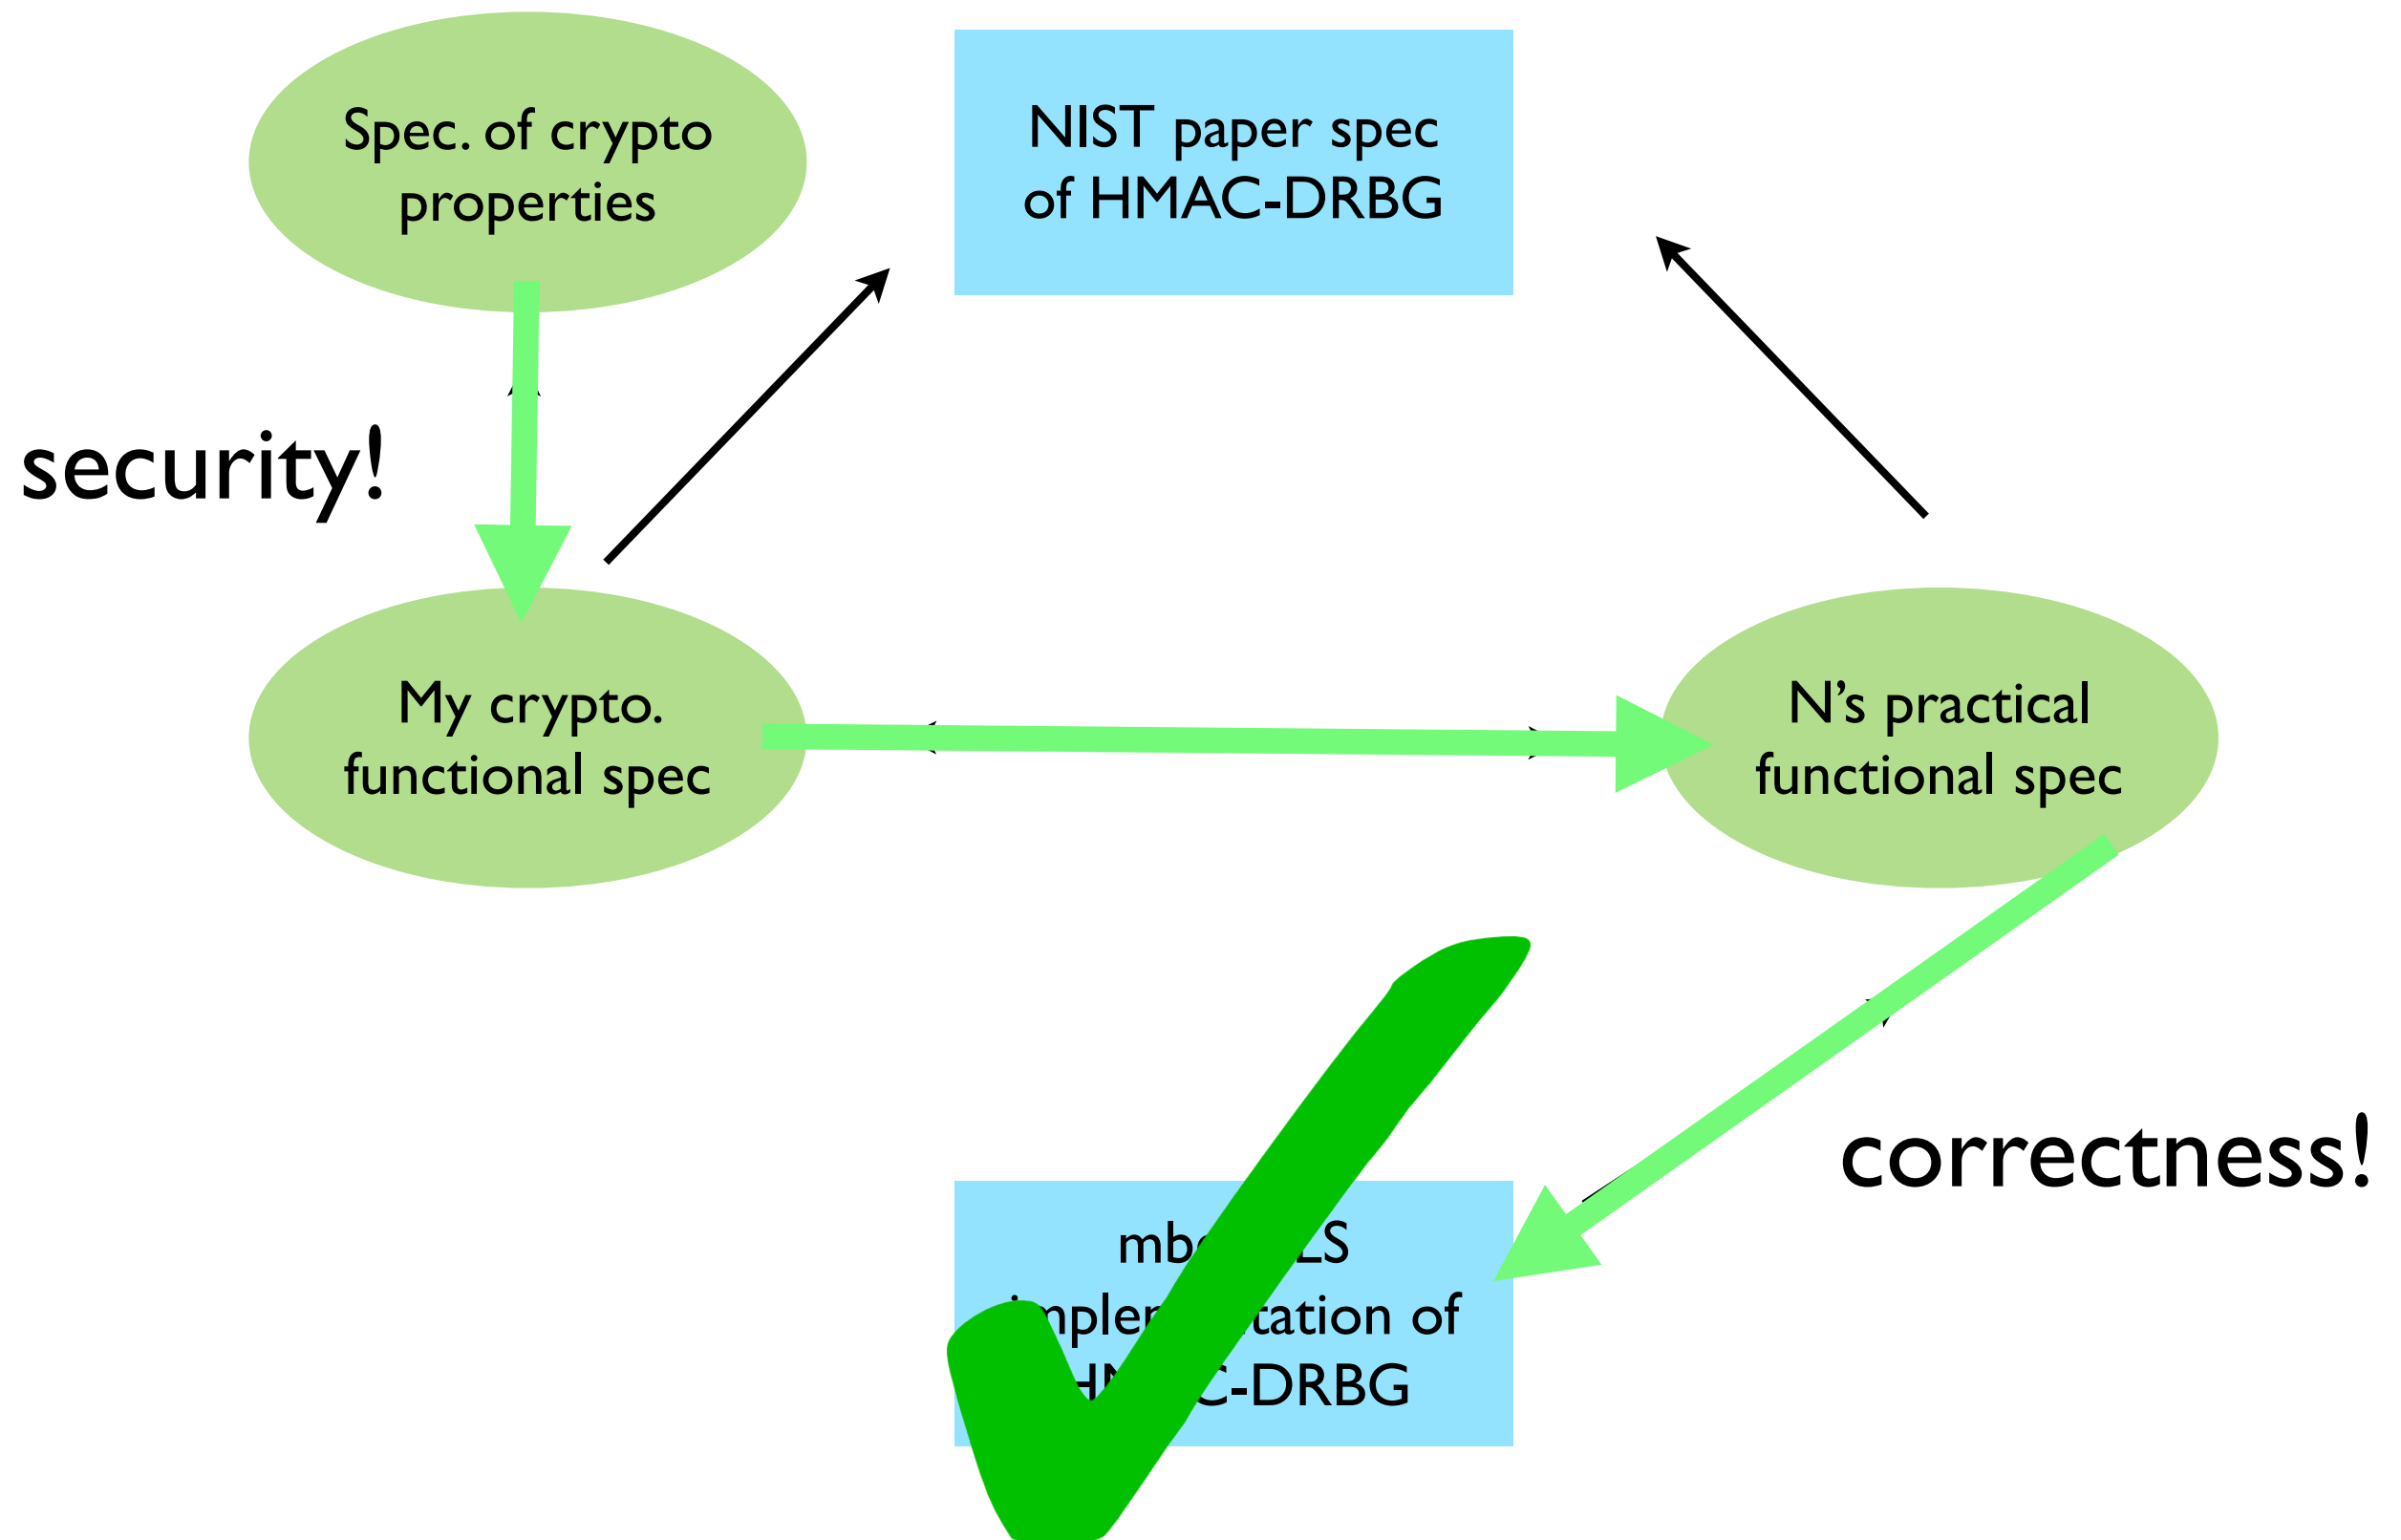 Spec. of crypto
properties
NIST paper spec
of HMAC-DRBG
security!
My crypto.
functional spec
N’s practical
functional spec
correctness!
of
-DRBG